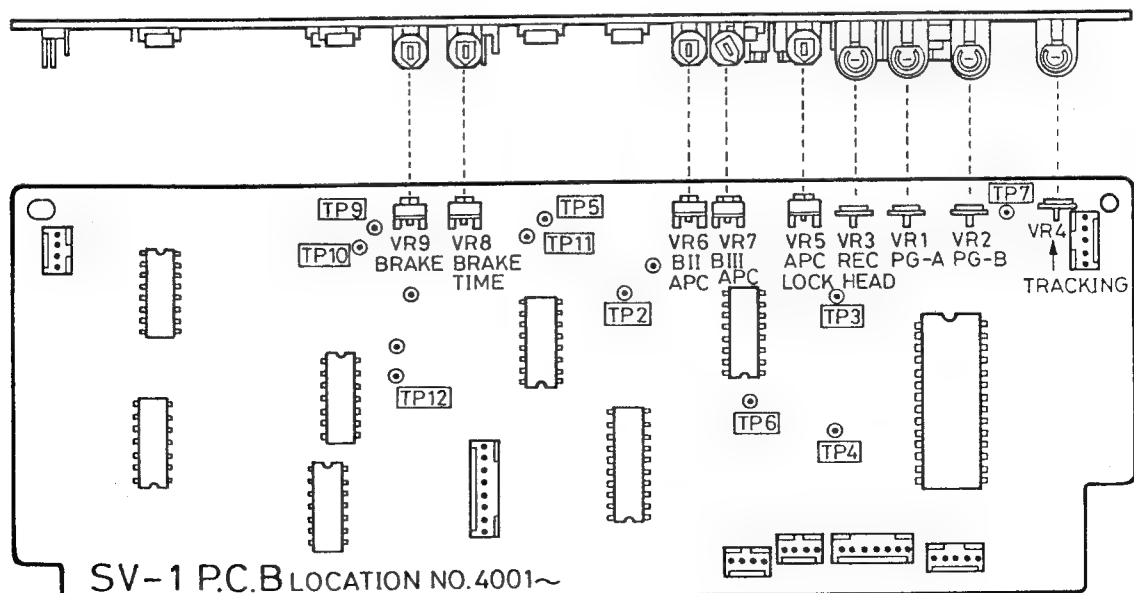 TP9
TP10
VR9
BRAKE
VR8
BRAKE
TIME
TP5
TP11
TP2
VR6
BII
APC
VR7
BIII
APC
VR5
APC
LOCK
VR3
REC
HEAD
VR1
PG-A
VR2
PG-B
TP7
VR4
TRACKING
TP3
TP12
TP6
TP4
SV-1 P.C.B LOCATION NO.4001~